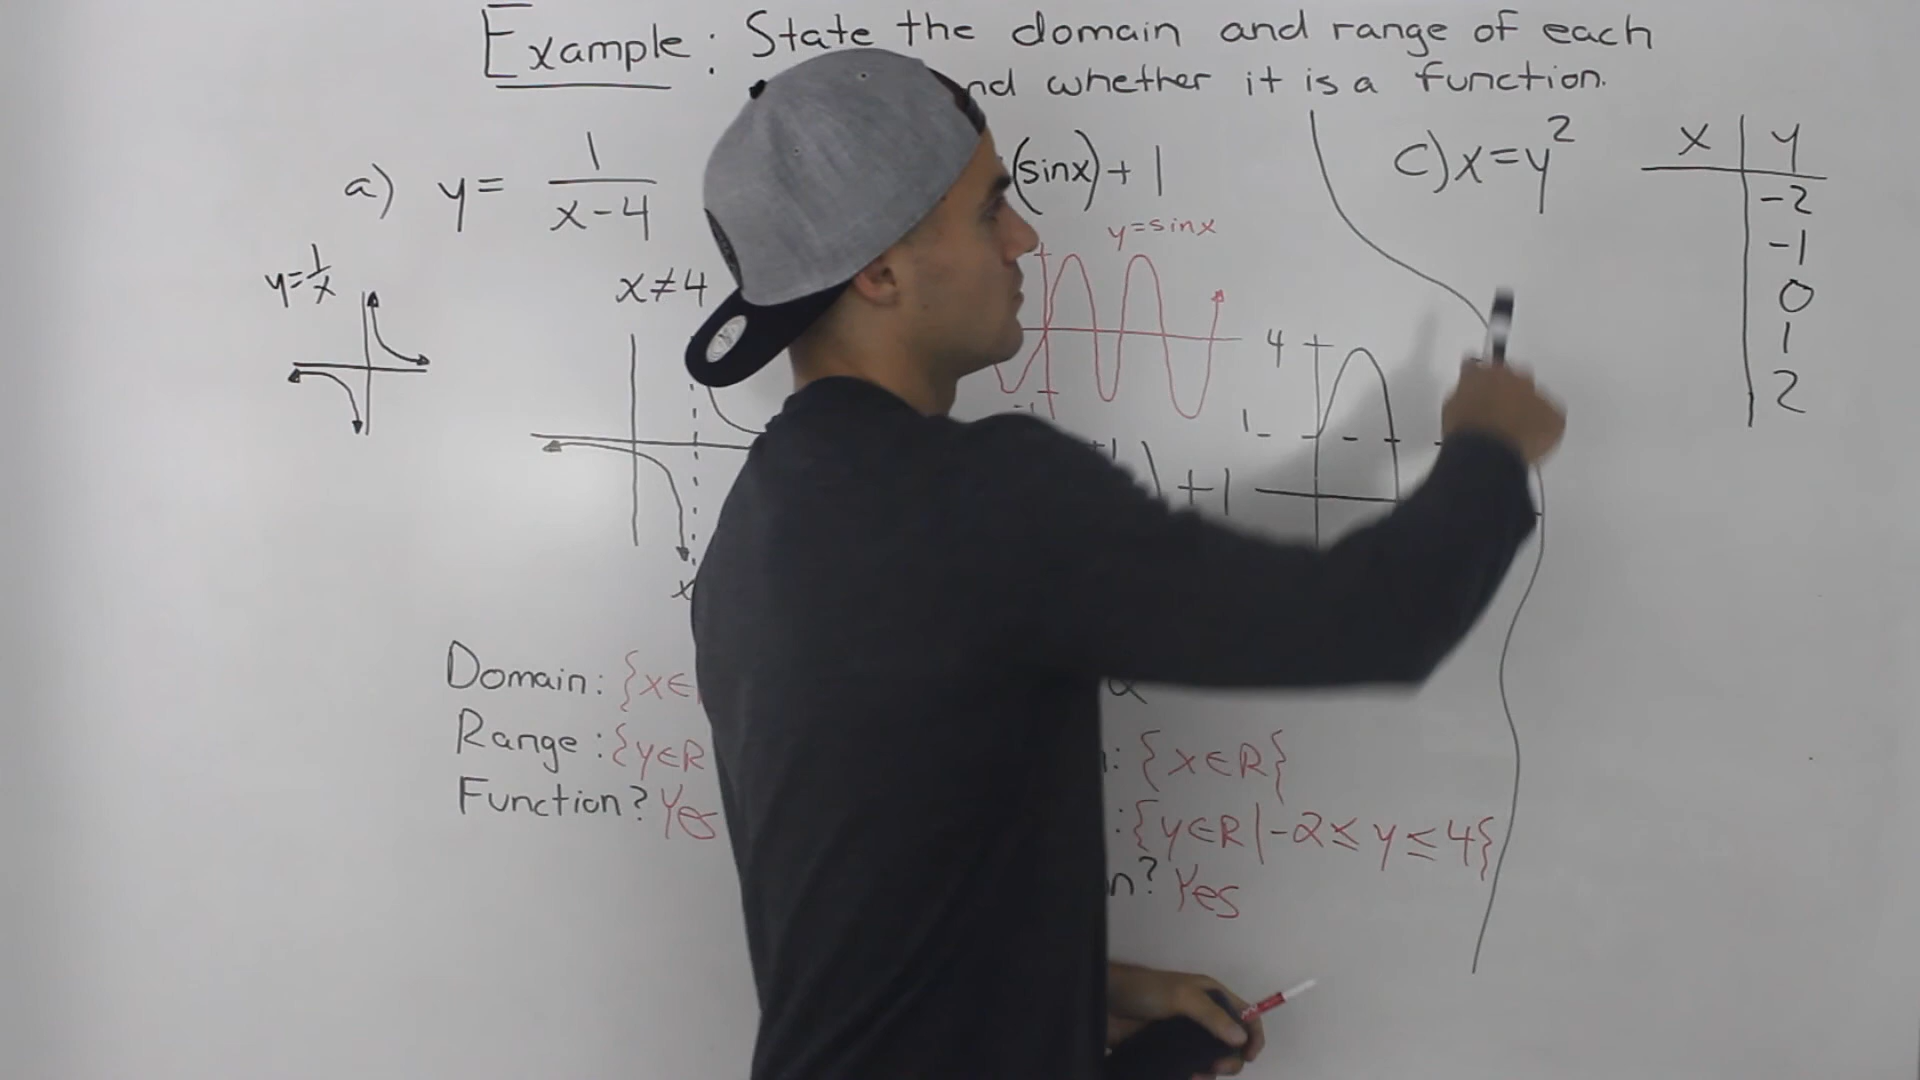 Example: State the domain and range of each
nd whether it is a function.
a) y = 1/(x-4)
y=1/x
x≠4
(sinx)+1
y=sinx
-1
4
1
+1
x
Domain: {x∈
Range: {y∈R
Function? Yes
: {x∈R}
: {y∈R|-2≤y≤4}
n? Yes
c) x=y²
x y
-2
-1
0
1
2